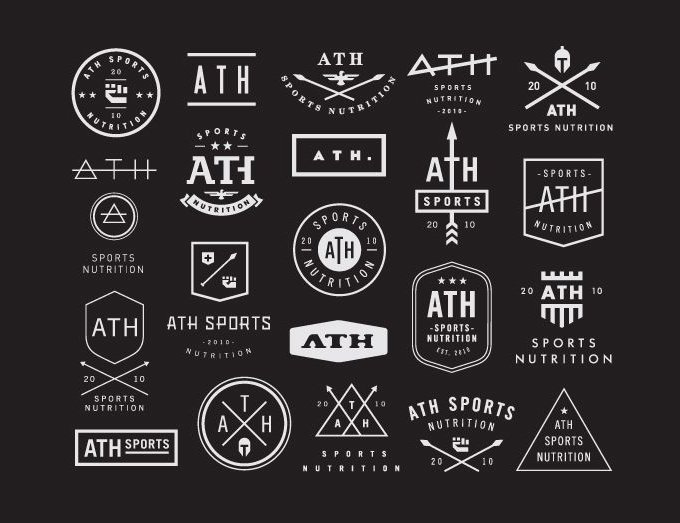 ATH SPORTS
20
10
NUTRITION
ATH
ATH
SPORTS NUTRITION
ATH
SPORTS
NUTRITION
-2010-
20 10
ATH
SPORTS NUTRITION
ATH
SPORTS
NUTRITION
SPORTS
ATH
NUTRITION
ATH.
ATH
SPORTS
20 10
-SPORTS-
ATH
NUTRITION
SPORTS
20 ATH 10
NUTRITION
ATH SPORTS
-2010-
NUTRITION
ATH
20 10
SPORTS
NUTRITION
ATH
ATH
-SPORTS-
NUTRITION
EST. 2010
20 ATH 10
SPORTS
NUTRITION
ATH SPORTS
T
A H
20 T 10
A H
SPORTS
NUTRITION
ATH SPORTS
NUTRITION
20 10
ATH
SPORTS
NUTRITION